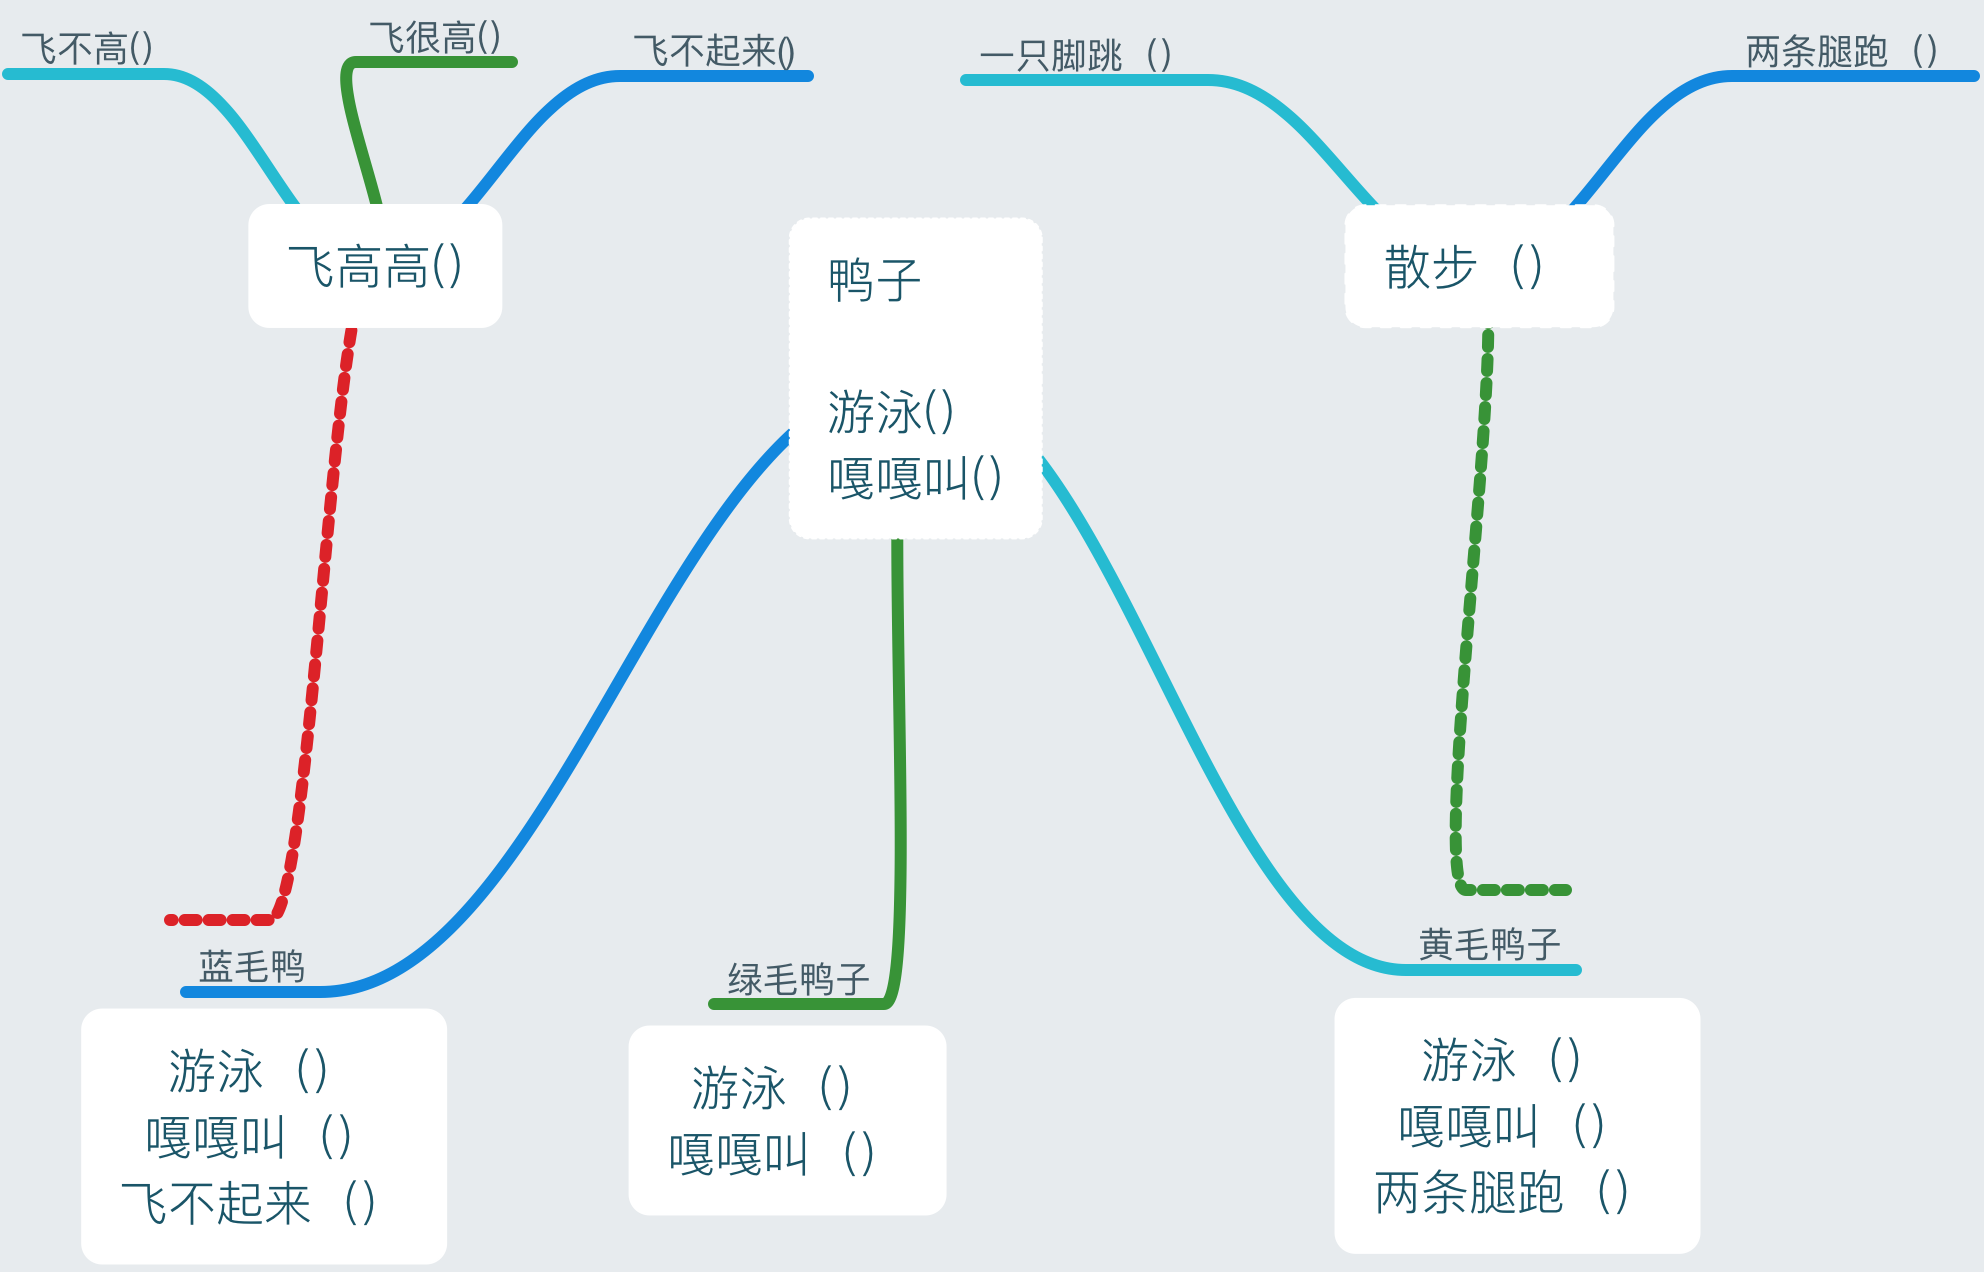 飞不高()
飞很高()
飞不起来()
一只脚跳 ()
两条腿跑 ()
飞高高()
鸭子
游泳()
嘎嘎叫()
散步 ()
蓝毛鸭
游泳 ()
嘎嘎叫 ()
飞不起来 ()
绿毛鸭子
游泳 ()
嘎嘎叫 ()
黄毛鸭子
游泳 ()
嘎嘎叫 ()
两条腿跑 ()